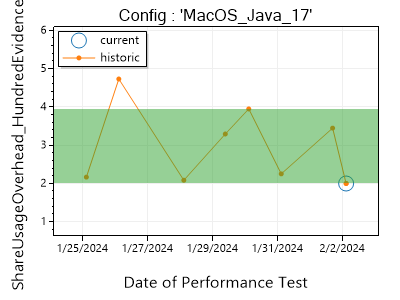 Config : 'MacOS_Java_17'
current
historic
ShareUsageOverhead_HundredEvidence
6
5
4
3
2
1
1/25/2024
1/27/2024
1/29/2024
1/31/2024
2/2/2024
Date of Performance Test